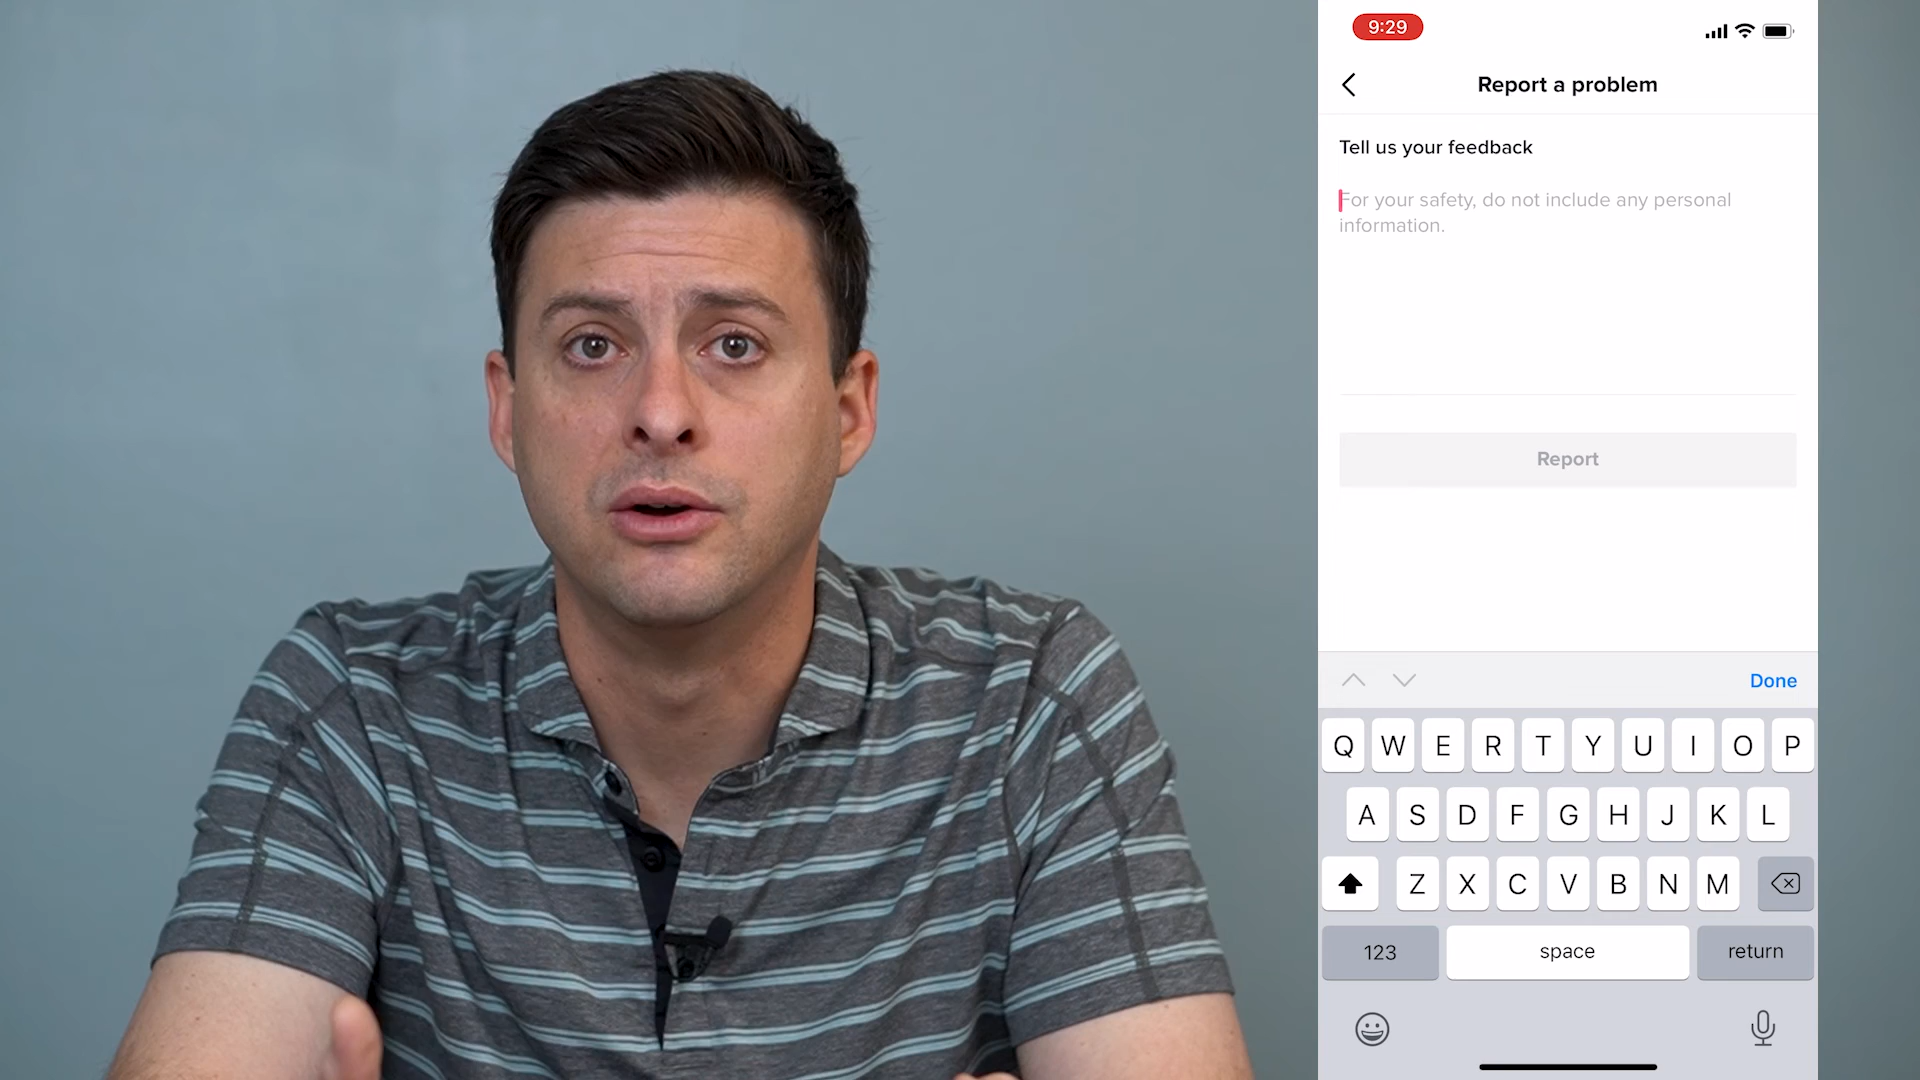 9:29
Report a problem
Tell us your feedback
For your safety, do not include any personal
information.
Report
Done
Q W E R T Y U I O P
A S D F G H J K L
Z X C V B N M
123 space return